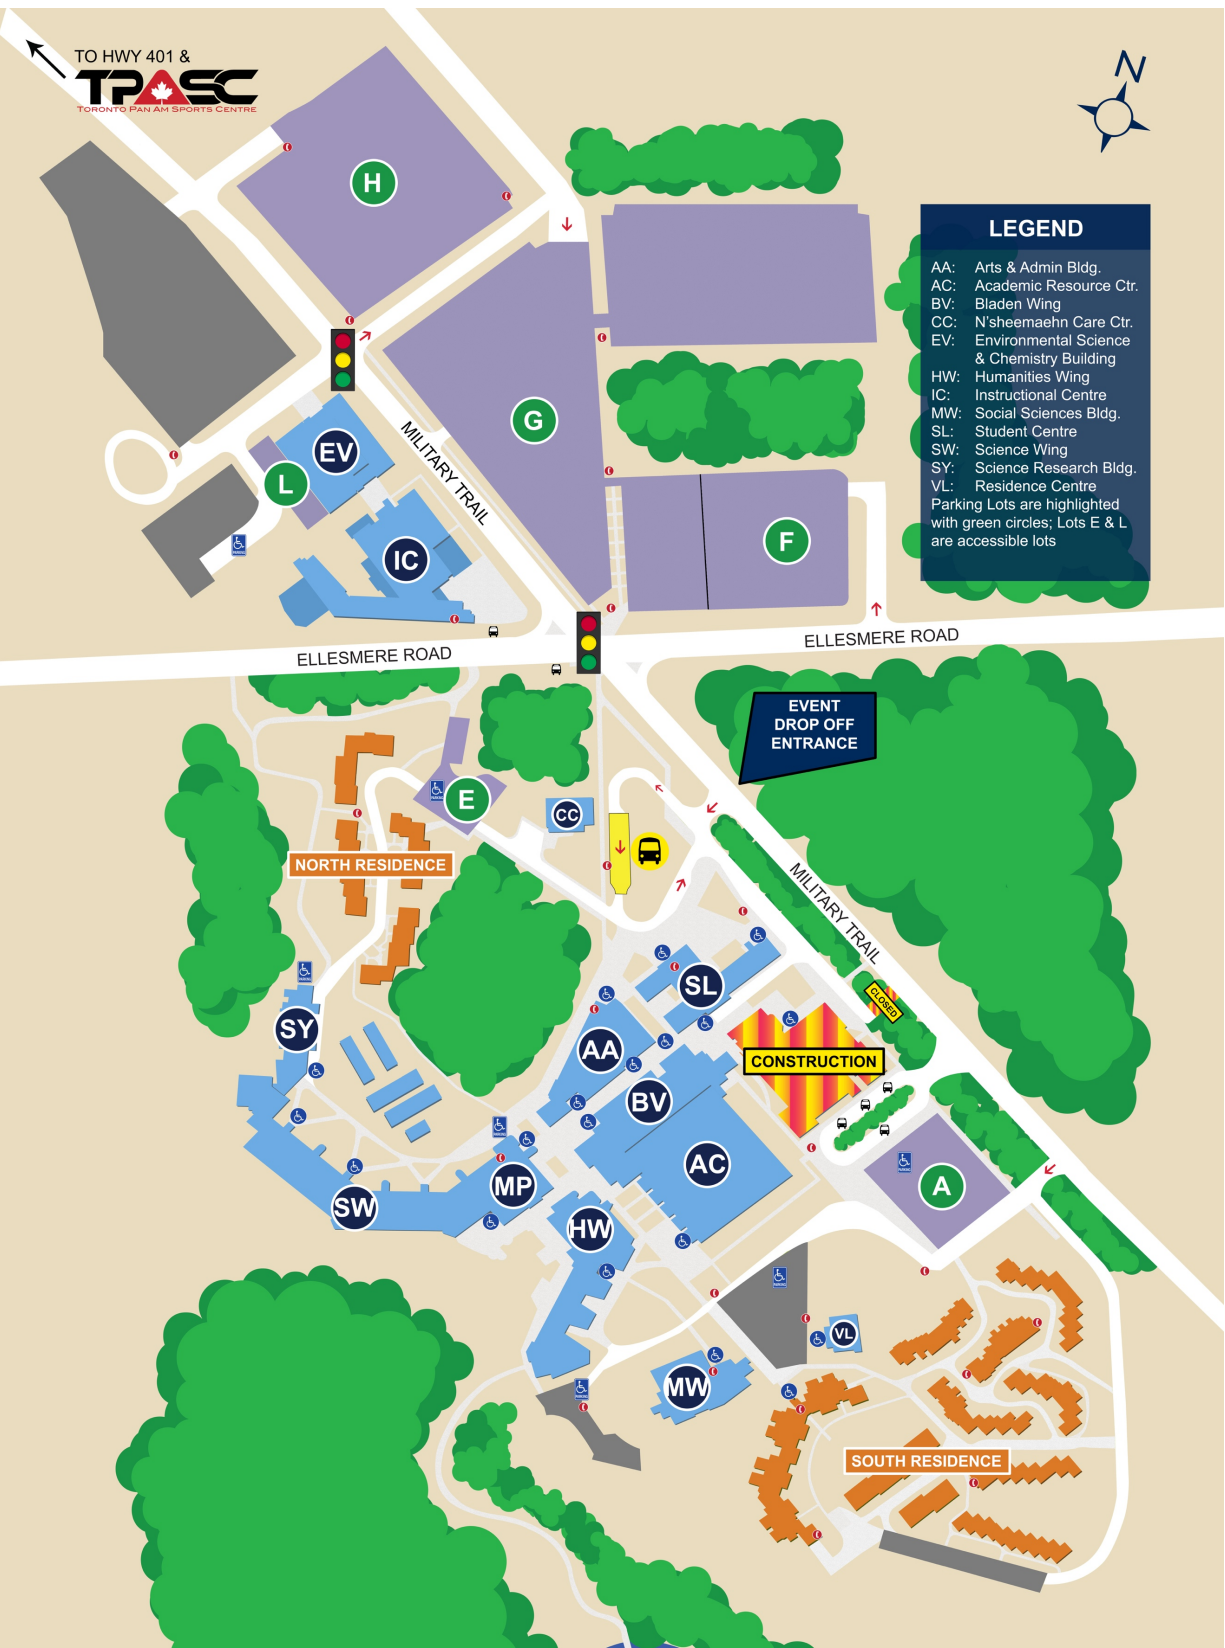 TO HWY 401 &
TPASC
TORONTO PAN AM SPORTS CENTRE
N
H
LEGEND
AA: Arts & Admin Bldg.
AC: Academic Resource Ctr.
BV: Bladen Wing
CC: N'sheemaehn Care Ctr.
EV: Environmental Science
& Chemistry Building
HW: Humanities Wing
IC: Instructional Centre
MW: Social Sciences Bldg.
SL: Student Centre
SW: Science Wing
SY: Science Research Bldg.
VL: Residence Centre
Parking Lots are highlighted
with green circles; Lots E & L
are accessible lots
G
EV
MILITARY TRAIL
L
F
IC
ELLESMERE ROAD
ELLESMERE ROAD
EVENT
DROP OFF
ENTRANCE
E
CC
NORTH RESIDENCE
MILITARY TRAIL
SL
CLOSED
SY
AA
CONSTRUCTION
BV
AC
MP
A
SW
HW
VL
MW
SOUTH RESIDENCE